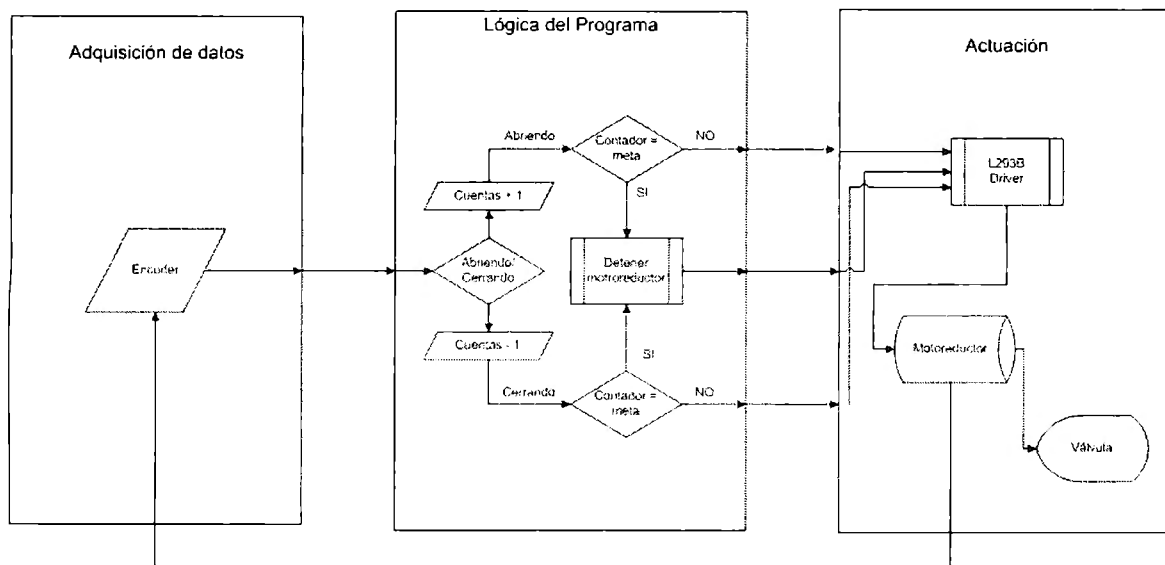 Adquisición de datos
Encoder
Lógica del Programa
Abriendo
Contador =
meta
NO
Cuentas + 1
SI
Abriendo/
Cerrando
Detener
motroreductor
Cuentas - 1
SI
Cerrando
Contador =
meta
NO
Actuación
L293B
Driver
Motoreductor
Válvula